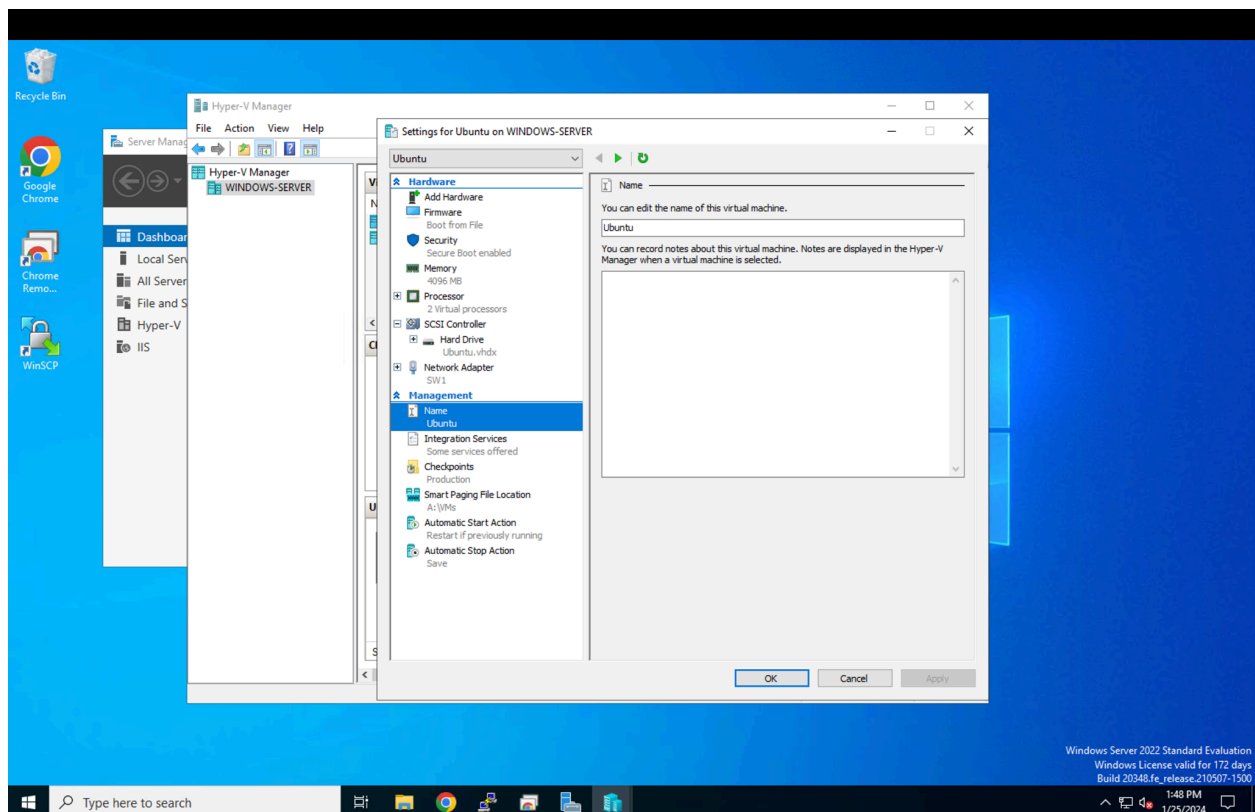 Recycle Bin
Google
Chrome
Chrome
Remo...
WinSCP
Server Manag
Dashboar
Local Serv
All Server
File and S
Hyper-V
IIS
Hyper-V Manager
File Action View Help
Hyper-V Manager
WINDOWS-SERVER
Settings for Ubuntu on WINDOWS-SERVER
Ubuntu
Hardware
Add Hardware
Firmware
Boot from File
Security
Secure Boot enabled
Memory
4096 MB
Processor
2 Virtual processors
SCSI Controller
Hard Drive
Ubuntu.vhdx
Network Adapter
SW1
Management
Name
Ubuntu
Integration Services
Some services offered
Checkpoints
Production
Smart Paging File Location
A:\VMs
Automatic Start Action
Restart if previously running
Automatic Stop Action
Save
Name
You can edit the name of this virtual machine.
Ubuntu
You can record notes about this virtual machine. Notes are displayed in the Hyper-V
Manager when a virtual machine is selected.
OK Cancel Apply
Windows Server 2022 Standard Evaluation
Windows License valid for 172 days
Build 20348.fe_release.210507-1500
Type here to search
1:48 PM
1/25/2024